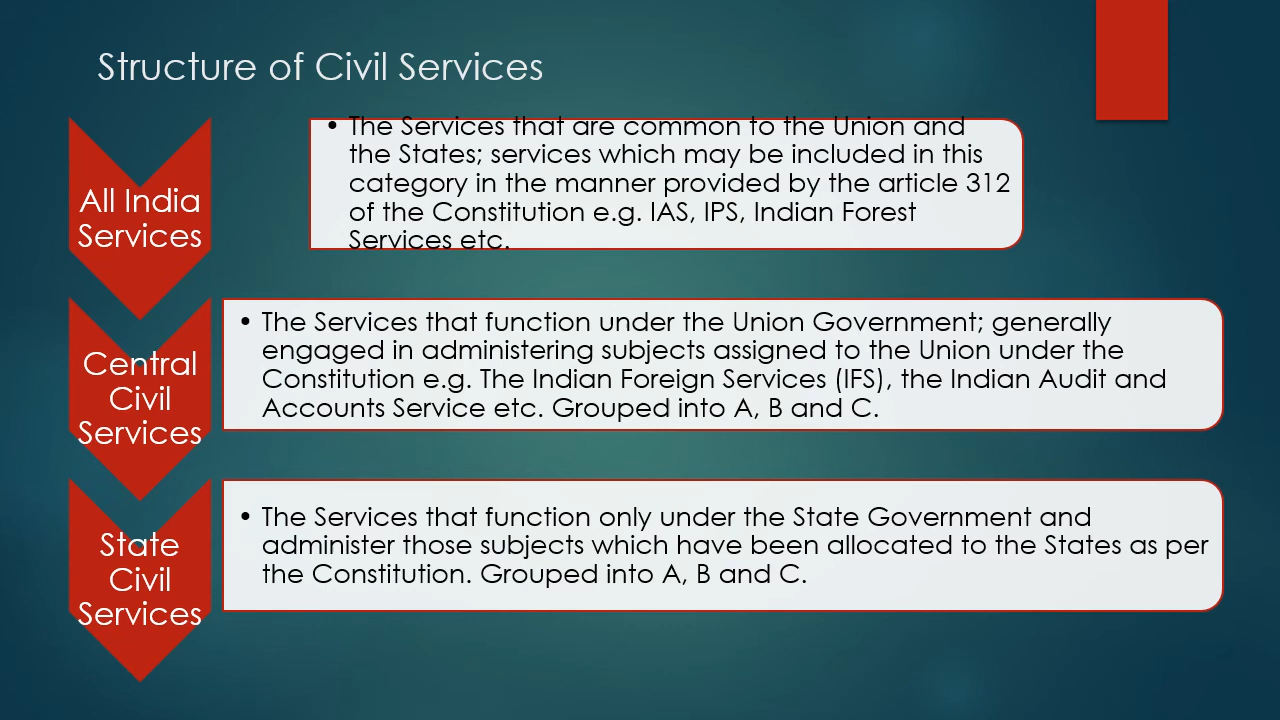 Structure of Civil Services
All India
Services
• The Services that are common to the Union and
the States; services which may be included in this
category in the manner provided by the article 312
of the Constitution e.g. IAS, IPS, Indian Forest
Services etc.
Central
Civil
Services
• The Services that function under the Union Government; generally
engaged in administering subjects assigned to the Union under the
Constitution e.g. The Indian Foreign Services (IFS), the Indian Audit and
Accounts Service etc. Grouped into A, B and C.
State
Civil
Services
• The Services that function only under the State Government and
administer those subjects which have been allocated to the States as per
the Constitution. Grouped into A, B and C.